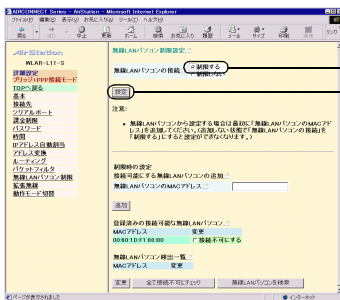 AIRCONNECT Series - AirStation - Microsoft Internet Explorer
ファイル(F) 編集(E) 表示(V) お気に入り(A) ツール(T) ヘルプ(H)
戻る 進む 中止 更新 ホーム 検索 お気に入り 履歴 メール サイズ 印刷 編集 リンク
AirStation
WLAR-L11-S
詳細設定
ブリッジ+PPP接続モード
TOPへ戻る
基本
接続先
シリアルポート
課金制限
パスワード
時間
IPアドレス自動割当
アドレス変換
ルーティング
パケットフィルタ
無線LANパソコン制限
拡張無線
動作モード切替
無線LANパソコン制限設定
無線LANパソコンの接続 制限する
制限しない
設定
注意:
無線LANパソコンから設定する場合は最初に「無線LANパソコンのMACアド
レス」を追加してください。(追加しない状態で「無線LANパソコンの接続」を
「制限する」にすると設定ができなくなります。)
制限時の設定
接続可能にする無線LANパソコンの追加
無線LANパソコンのMACアドレス
追加
登録済みの接続可能な無線LANパソコン
MACアドレス 変更
00:60:1D:F1:88:B0 接続不可にする
無線LANパソコン検出一覧
MACアドレス 変更
変更 全て接続不可にチェック 無線LANパソコンを検索
ページが表示されました インターネット